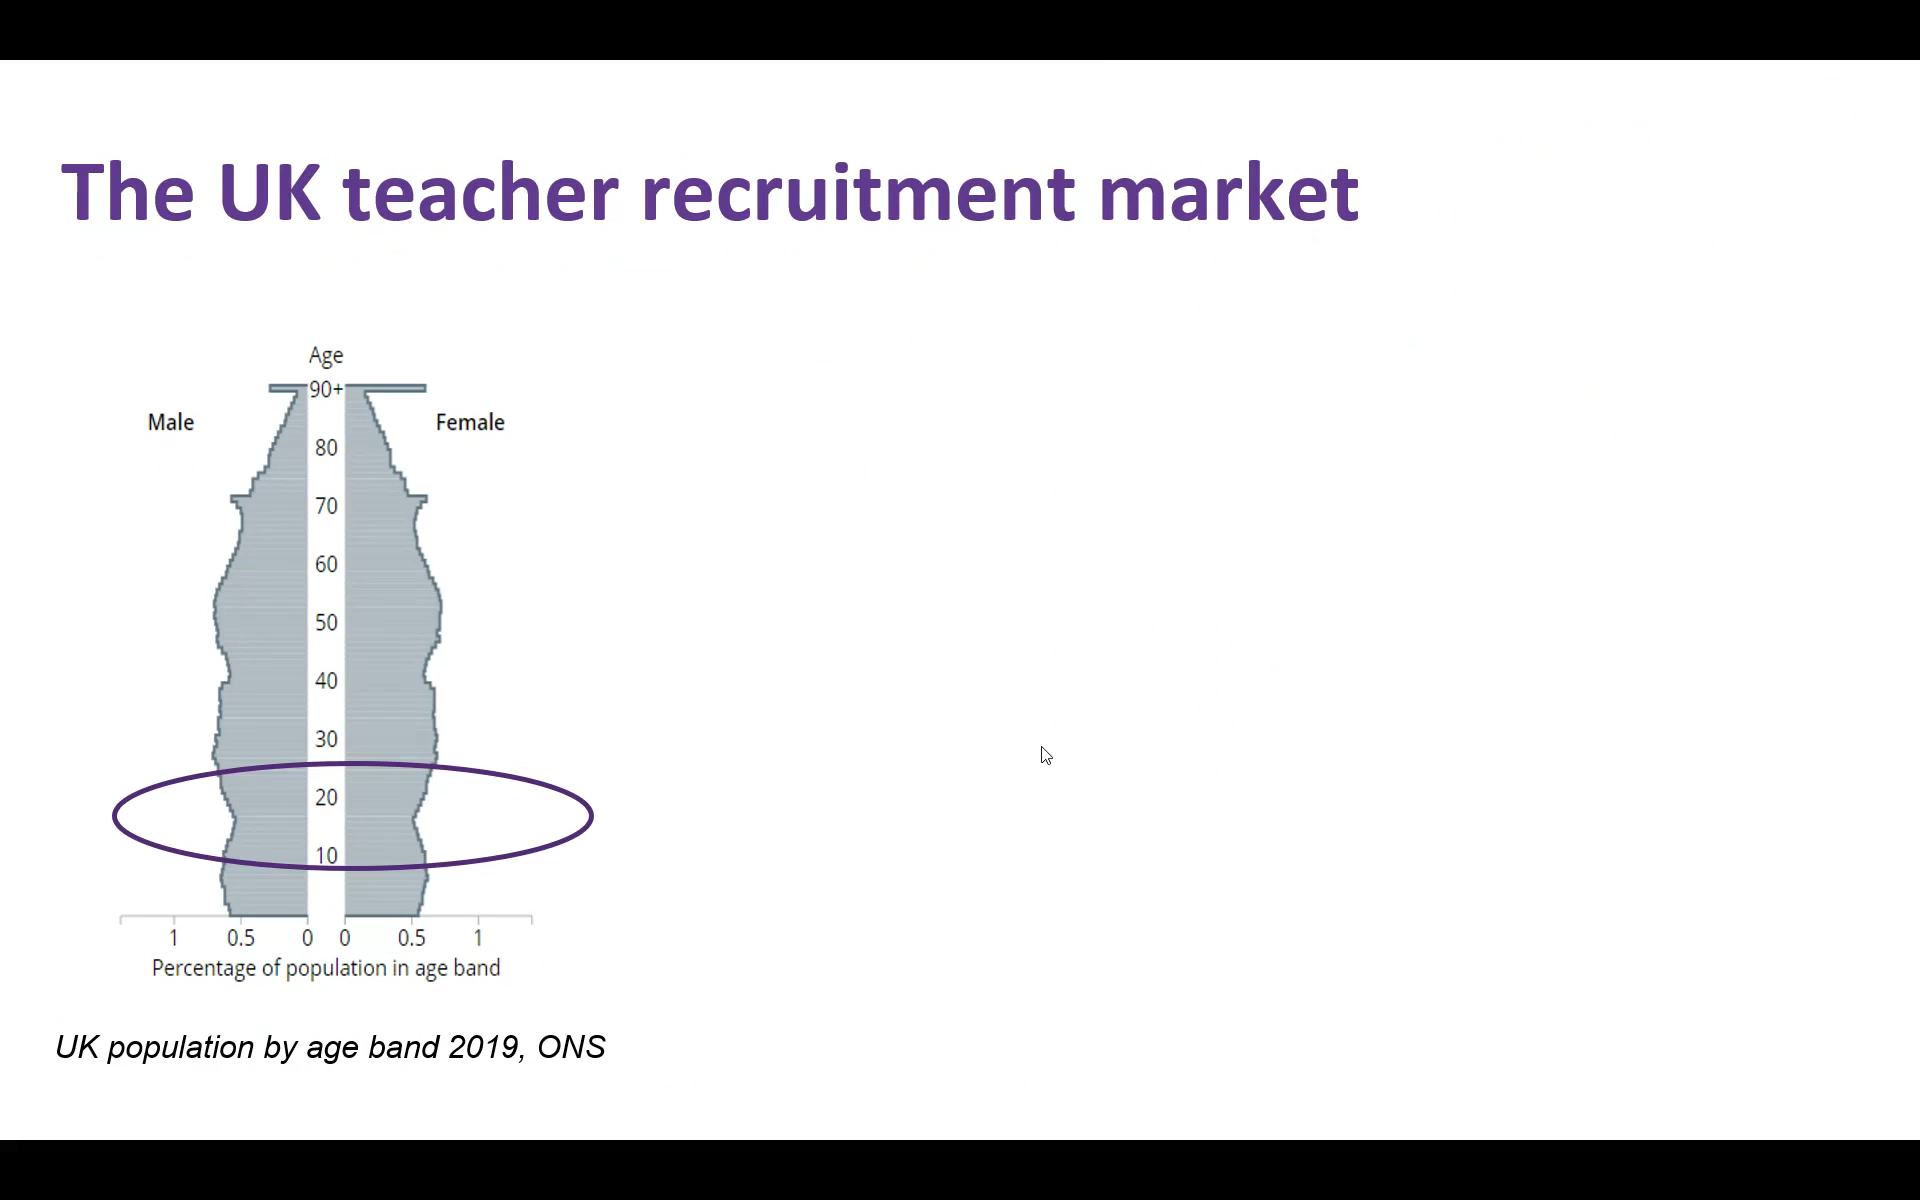 The UK teacher recruitment market
Age
90+
Male
Female
80
70
60
50
40
30
20
10
1 0.5 0 0 0.5 1
Percentage of population in age band
UK population by age band 2019, ONS